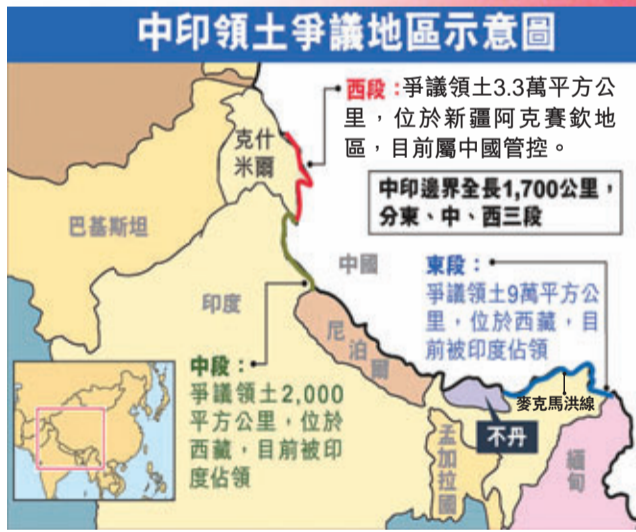 中印領土爭議地區示意圖
西段：爭議領土3.3萬平方公
里，位於新疆阿克賽欽地
區，目前屬中國管控。
克什
米爾
中印邊界全長1,700公里，
分東、中、西三段
巴基斯坦
中國
印度
東段：
爭議領土9萬平方公
里，位於西藏，目
前被印度佔領
尼泊爾
中段：
爭議領土2,000
平方公里，位於
西藏，目前被印
度佔領
麥克馬洪線
不丹
孟加拉國
緬甸